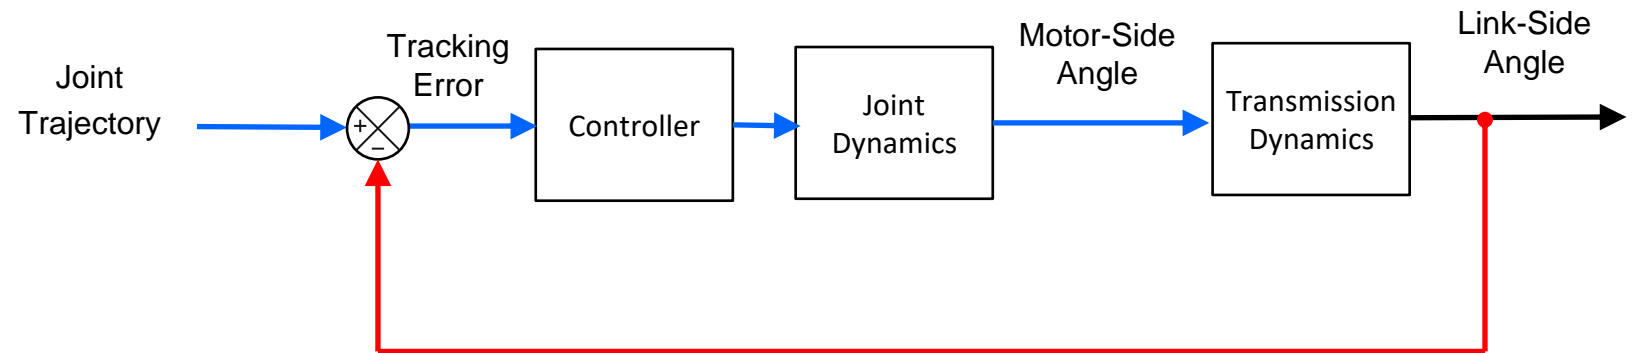 Joint
Trajectory
+
−
Tracking
Error
Controller
Joint
Dynamics
Motor-Side
Angle
Transmission
Dynamics
Link-Side
Angle